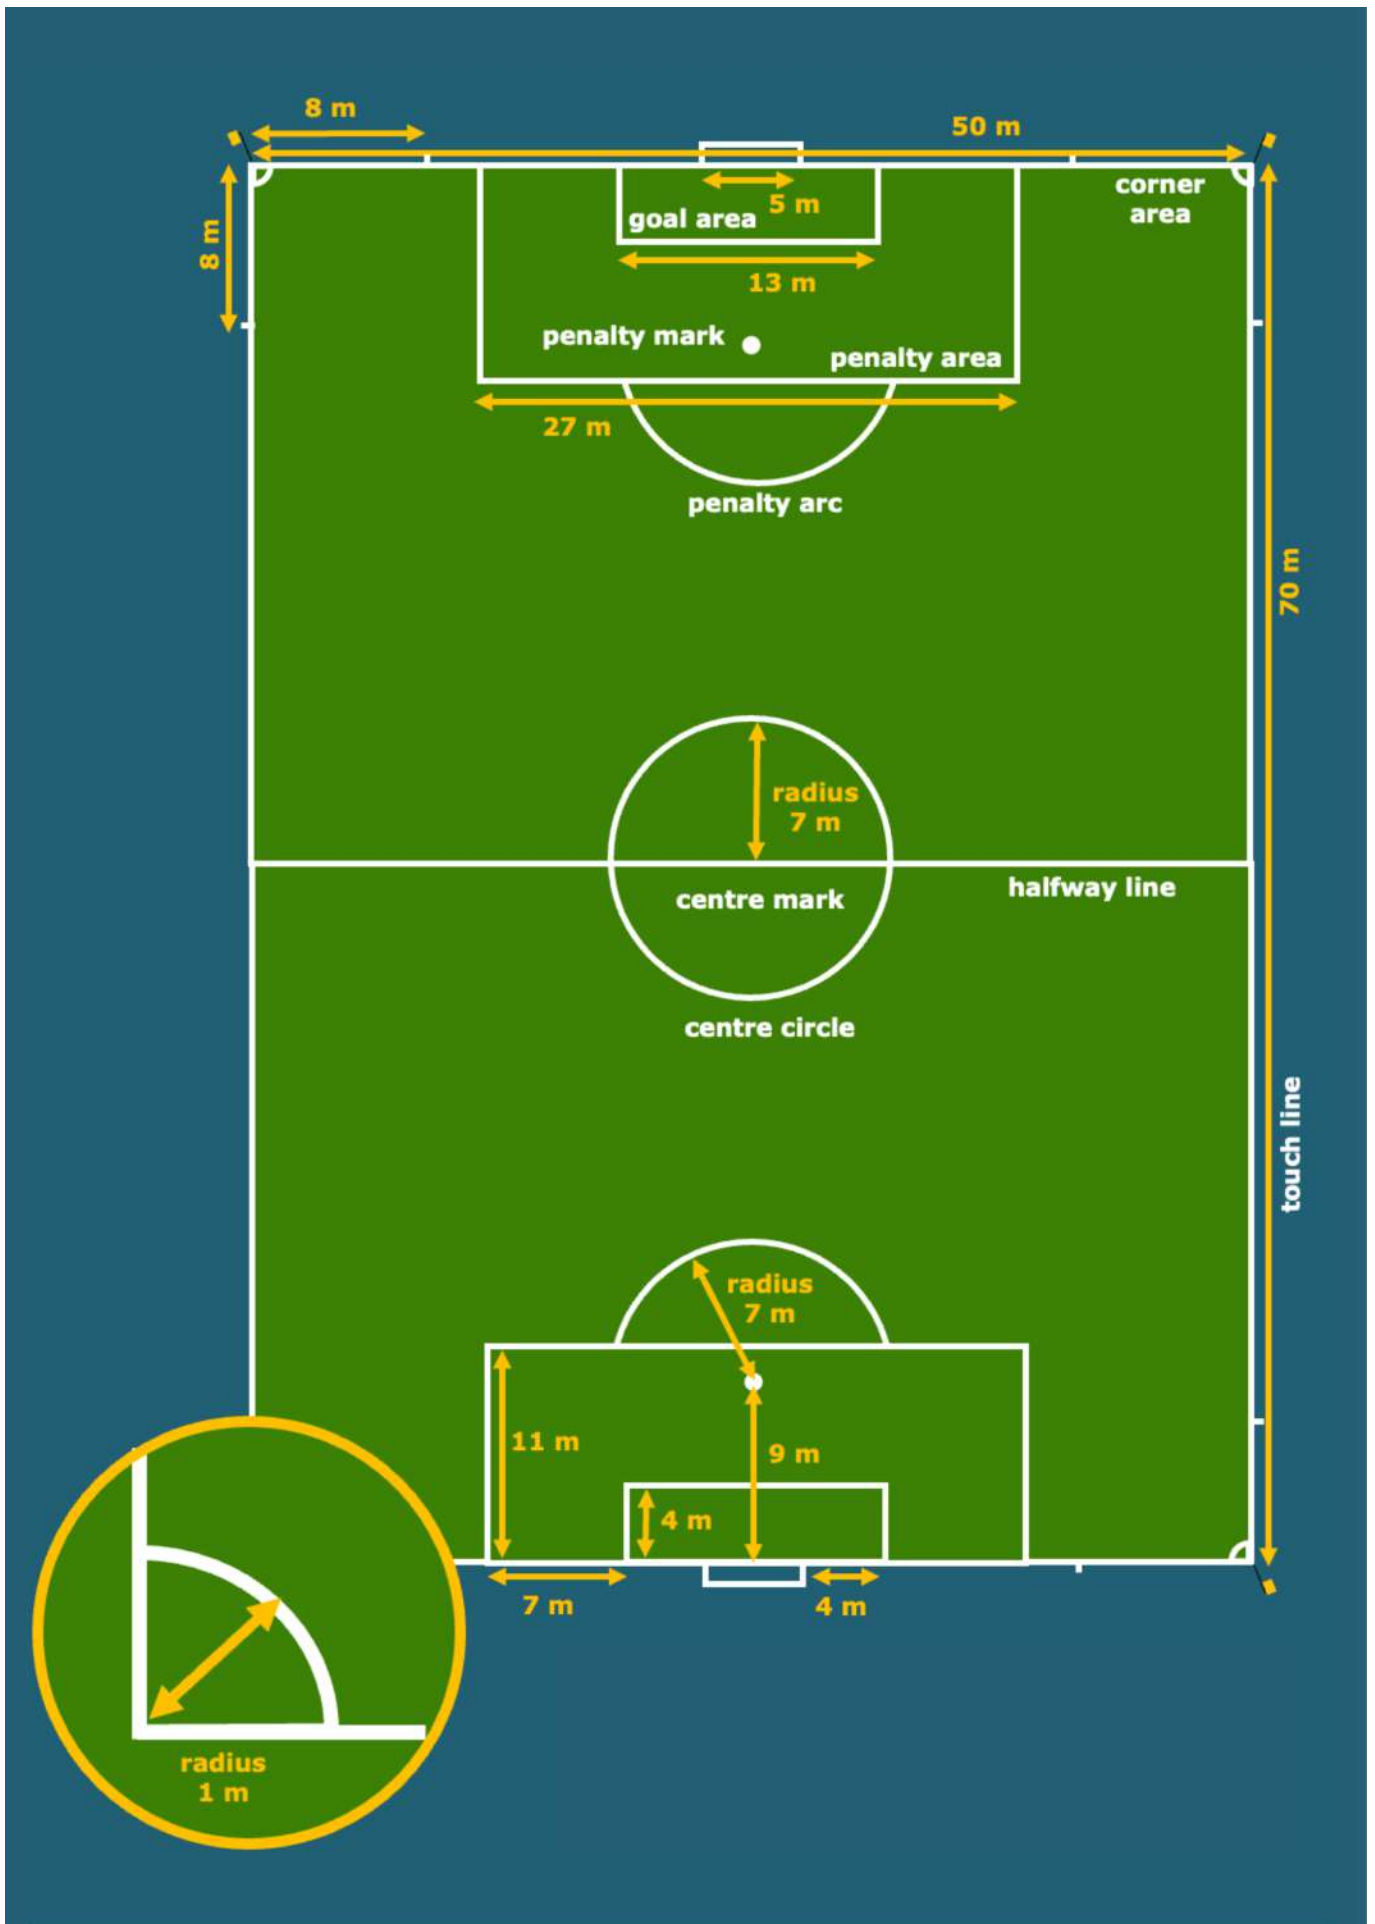 8 m
50 m
corner
area
8 m
5 m
goal area
13 m
penalty mark
penalty area
27 m
penalty arc
70 m
radius
7 m
centre mark
halfway line
centre circle
touch line
radius
7 m
11 m
9 m
4 m
7 m
4 m
radius
1 m